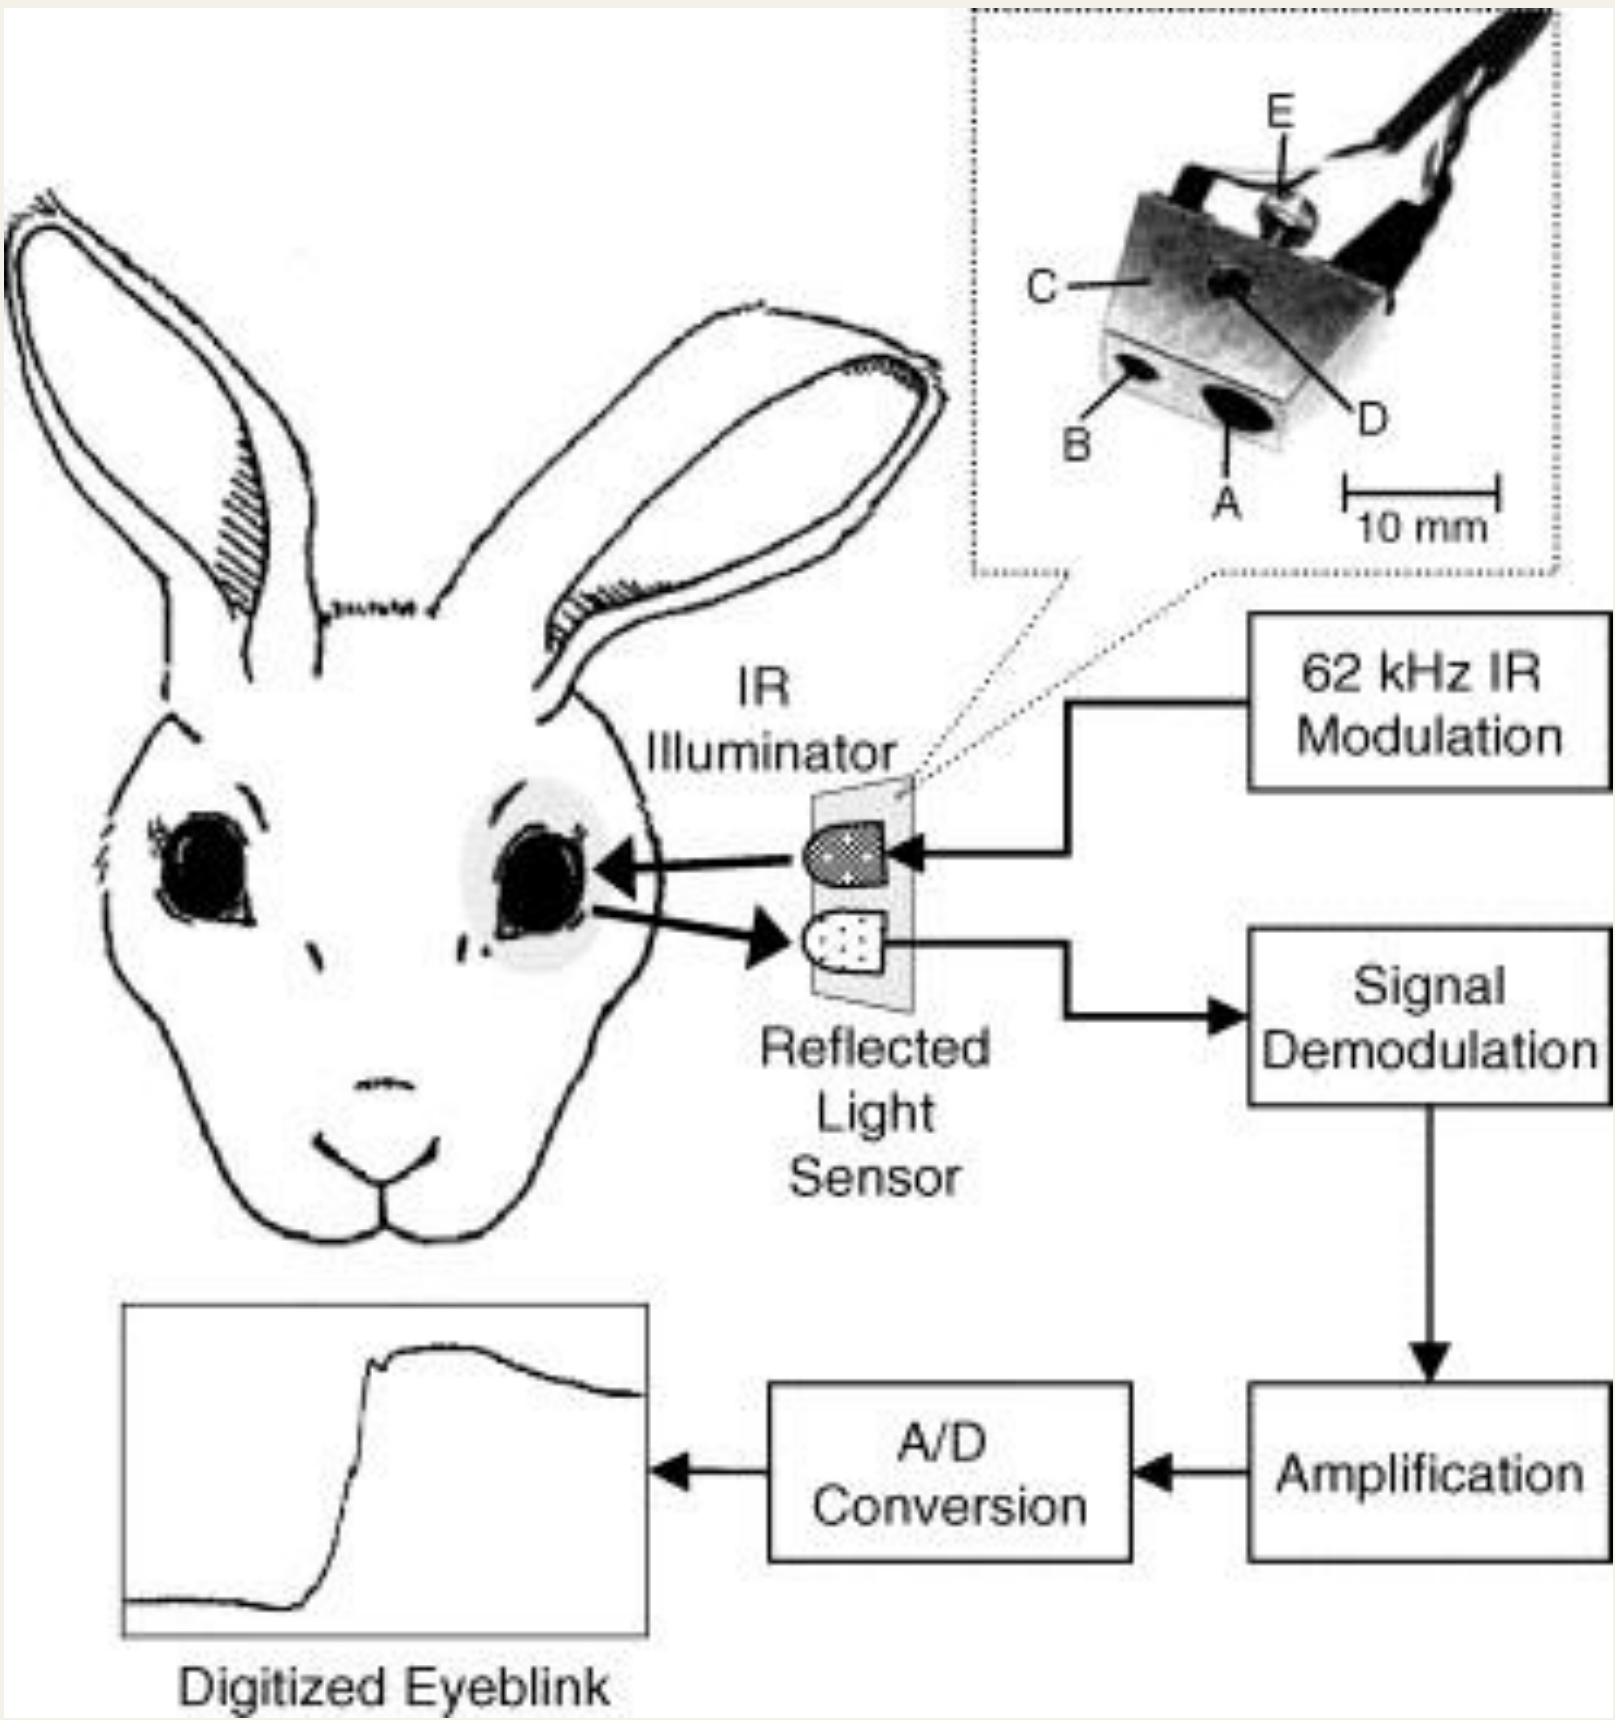 E
C
B
D
A
10 mm
IR
Illuminator
62 kHz IR
Modulation
Reflected
Light
Sensor
Signal
Demodulation
A/D
Conversion
Amplification
Digitized Eyeblink